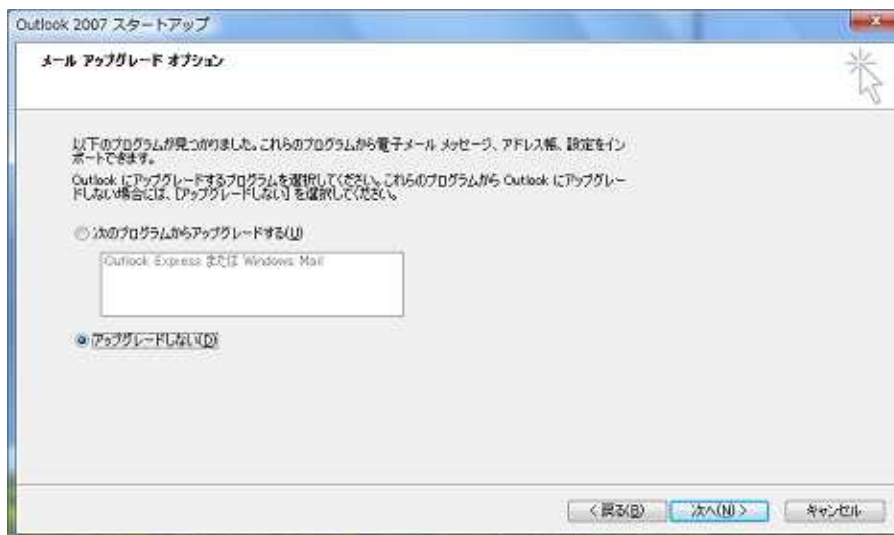 Outlook 2007 スタートアップ
メール アップグレード オプション
以下のプログラムが見つかりました。これらのプログラムから電子メール メッセージ、アドレス帳、設定をイン
ポートできます。
Outlook にアップグレードするプログラムを選択してください。これらのプログラムから Outlook にアップグレー
ドしない場合には、[アップグレードしない] を選択してください。
次のプログラムからアップグレードする(U)
Outlook Express または Windows Mail
アップグレードしない(D)
< 戻る(B)
次へ(N) >
キャンセル